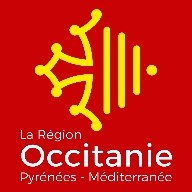 La Région
Occitanie
Pyrénées - Méditerranée